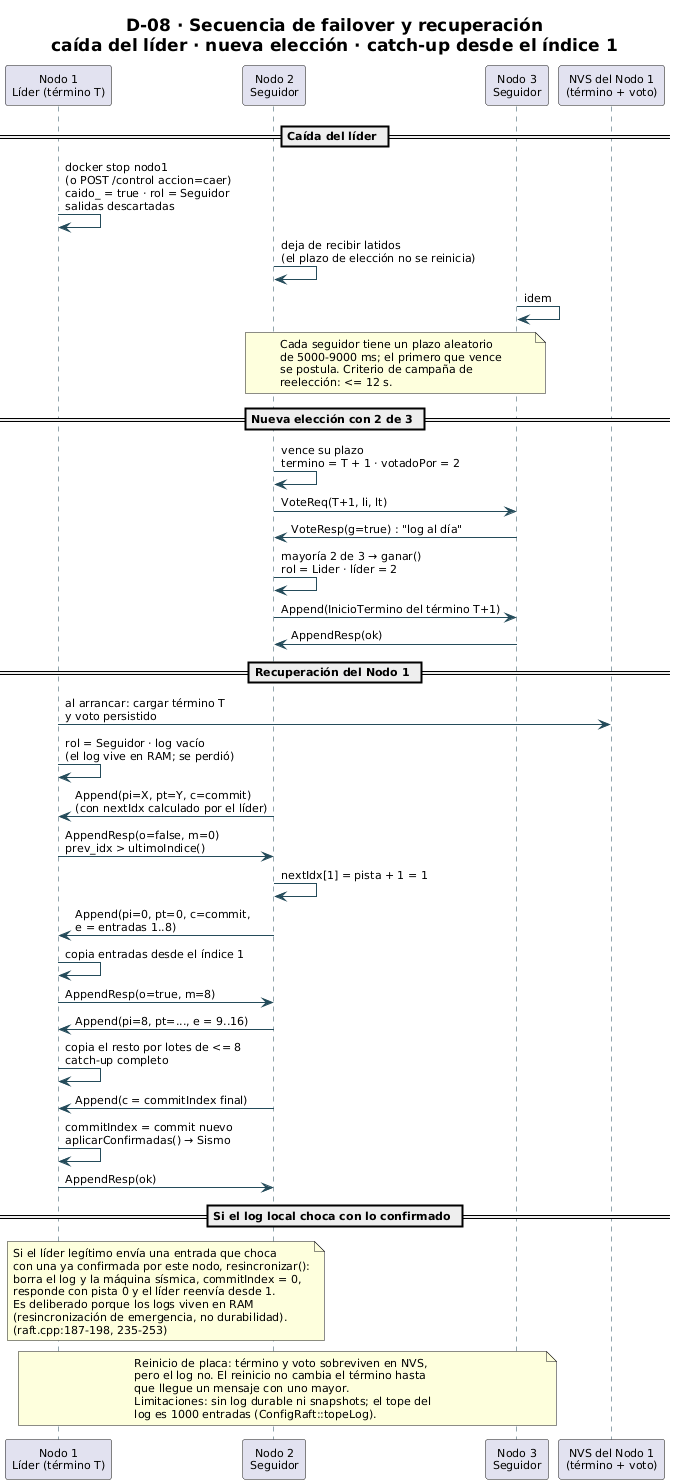 D-08 · Secuencia de failover y recuperación
caída del líder · nueva elección · catch-up desde el índice 1
Nodo 1
Líder (término T)
Nodo 2
Seguidor
Nodo 3
Seguidor
NVS del Nodo 1
(término + voto)
Caída del líder
docker stop nodo1
(o POST /control accion=caer)
caido_ = true · rol = Seguidor
salidas descartadas
deja de recibir latidos
(el plazo de elección no se reinicia)
idem
Cada seguidor tiene un plazo aleatorio
de 5000-9000 ms; el primero que vence
se postula. Criterio de campaña de
reelección: <= 12 s.
Nueva elección con 2 de 3
vence su plazo
termino = T + 1 · votadoPor = 2
VoteReq(T+1, li, lt)
VoteResp(g=true) : "log al día"
mayoría 2 de 3 → ganar()
rol = Lider · líder = 2
Append(InicioTermino del término T+1)
AppendResp(ok)
Recuperación del Nodo 1
al arrancar: cargar término T
y voto persistido
rol = Seguidor · log vacío
(el log vive en RAM; se perdió)
Append(pi=X, pt=Y, c=commit)
(con nextIdx calculado por el líder)
AppendResp(o=false, m=0)
prev_idx > ultimoIndice()
nextIdx[1] = pista + 1 = 1
Append(pi=0, pt=0, c=commit,
e = entradas 1..8)
copia entradas desde el índice 1
AppendResp(o=true, m=8)
Append(pi=8, pt=..., e = 9..16)
copia el resto por lotes de <= 8
catch-up completo
Append(c = commitIndex final)
commitIndex = commit nuevo
aplicarConfirmadas() → Sismo
AppendResp(ok)
Si el log local choca con lo confirmado
Si el líder legítimo envía una entrada que choca
con una ya confirmada por este nodo, resincronizar():
borra el log y la máquina sísmica, commitIndex = 0,
responde con pista 0 y el líder reenvía desde 1.
Es deliberado porque los logs viven en RAM
(resincronización de emergencia, no durabilidad).
(raft.cpp:187-198, 235-253)
Reinicio de placa: término y voto sobreviven en NVS,
pero el log no. El reinicio no cambia el término hasta
que llegue un mensaje con uno mayor.
Limitaciones: sin log durable ni snapshots; el tope del
log es 1000 entradas (ConfigRaft::topeLog).
Nodo 1
Líder (término T)
Nodo 2
Seguidor
Nodo 3
Seguidor
NVS del Nodo 1
(término + voto)